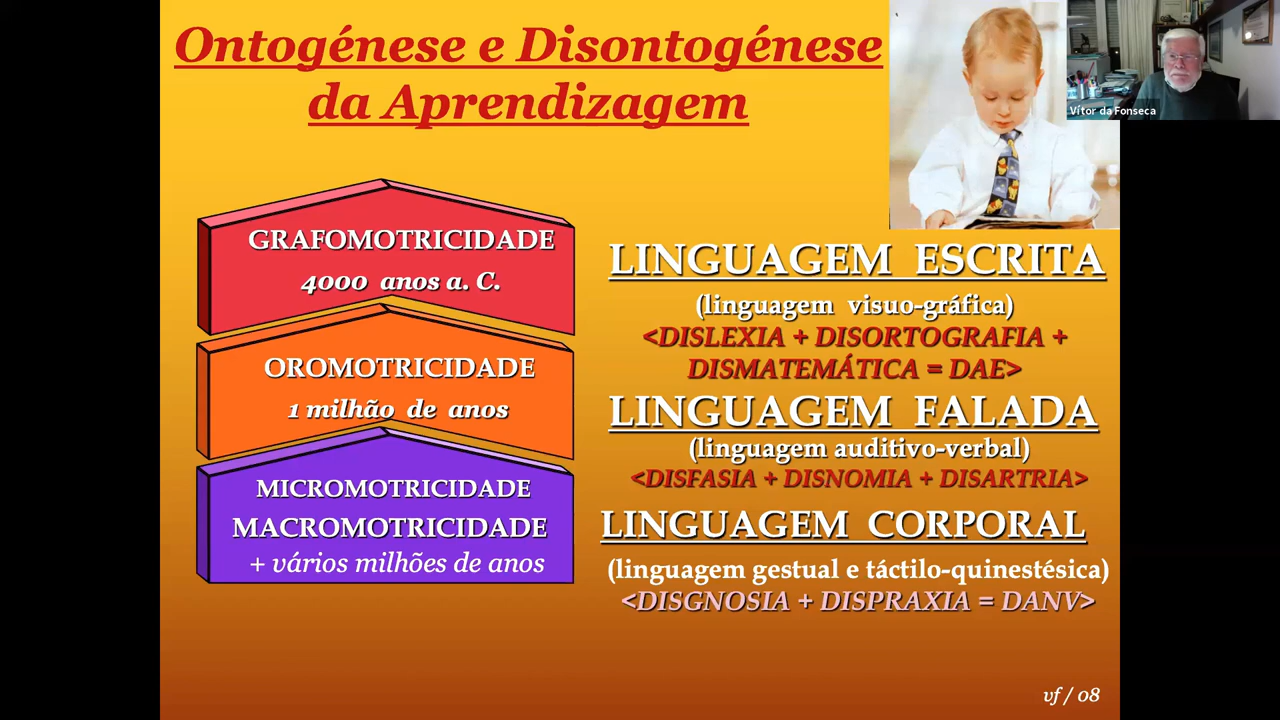 Ontogénese e Disontogénese
da Aprendizagem
Vítor da Fonseca
GRAFOMOTRICIDADE
4000 anos a. C.
OROMOTRICIDADE
1 milhão de anos
MICROMOTRICIDADE
MACROMOTRICIDADE
+ vários milhões de anos
LINGUAGEM ESCRITA
(linguagem visuo-gráfica)
<DISLEXIA + DISORTOGRAFIA +
DISMATEMÁTICA = DAE>
LINGUAGEM FALADA
(linguagem auditivo-verbal)
<DISFASIA + DISNOMIA + DISARTRIA>
LINGUAGEM CORPORAL
(linguagem gestual e táctilo-quinestésica)
<DISGNOSIA + DISPRAXIA = DANV>
vf / 08